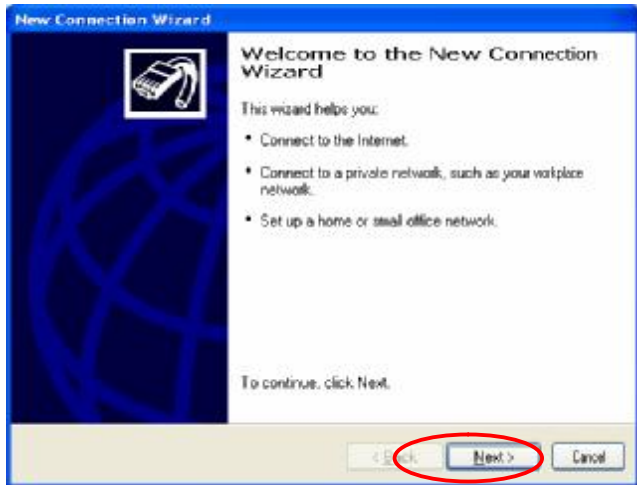 New Connection Wizard
Welcome to the New Connection
Wizard
This wizard helps you:
• Connect to the Internet.
• Connect to a private network, such as your workplace
network.
• Set up a home or small office network.
To continue, click Next.
< Back Next > Cancel